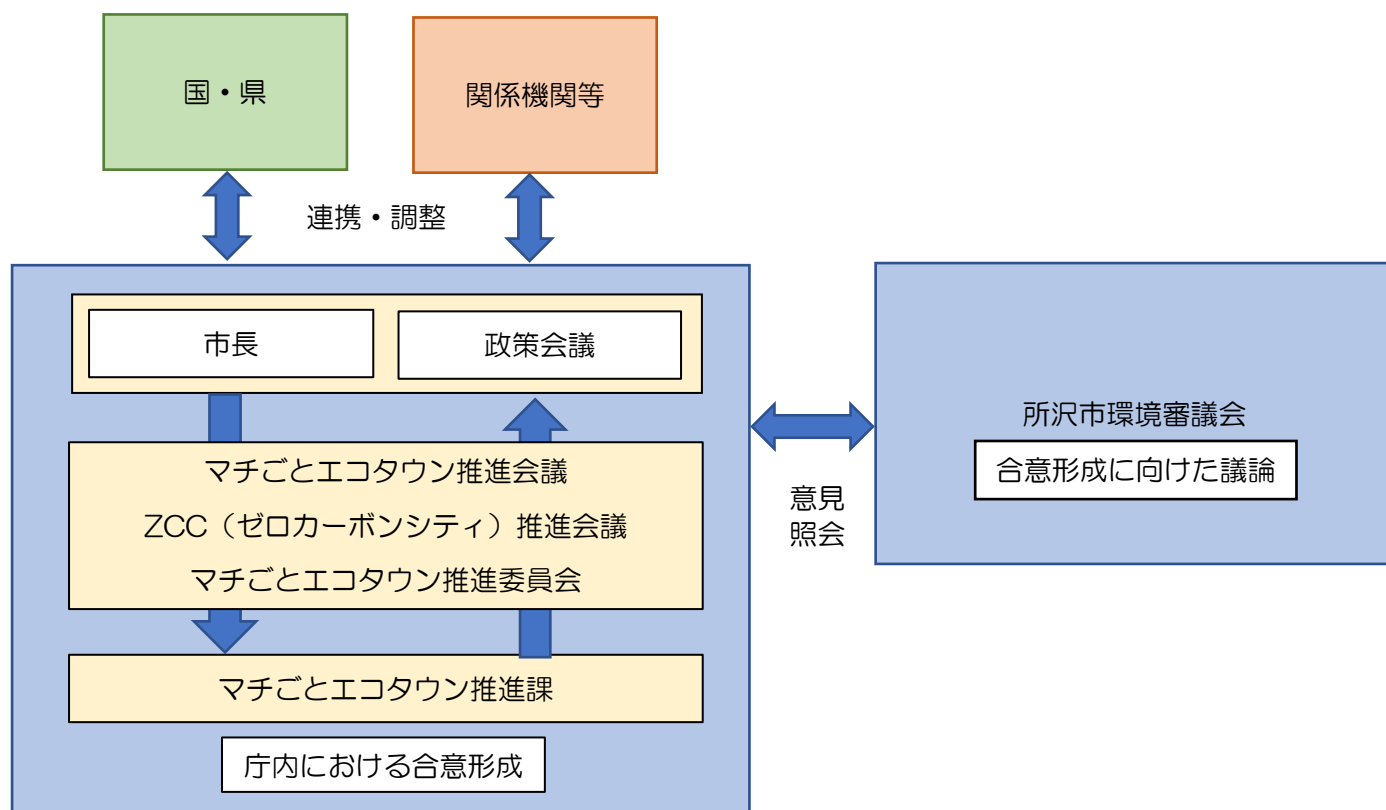 国・県
関係機関等
連携・調整
市長
政策会議
マチごとエコタウン推進会議
ZCC（ゼロカーボンシティ）推進会議
マチごとエコタウン推進委員会
マチごとエコタウン推進課
庁内における合意形成
意見
照会
所沢市環境審議会
合意形成に向けた議論